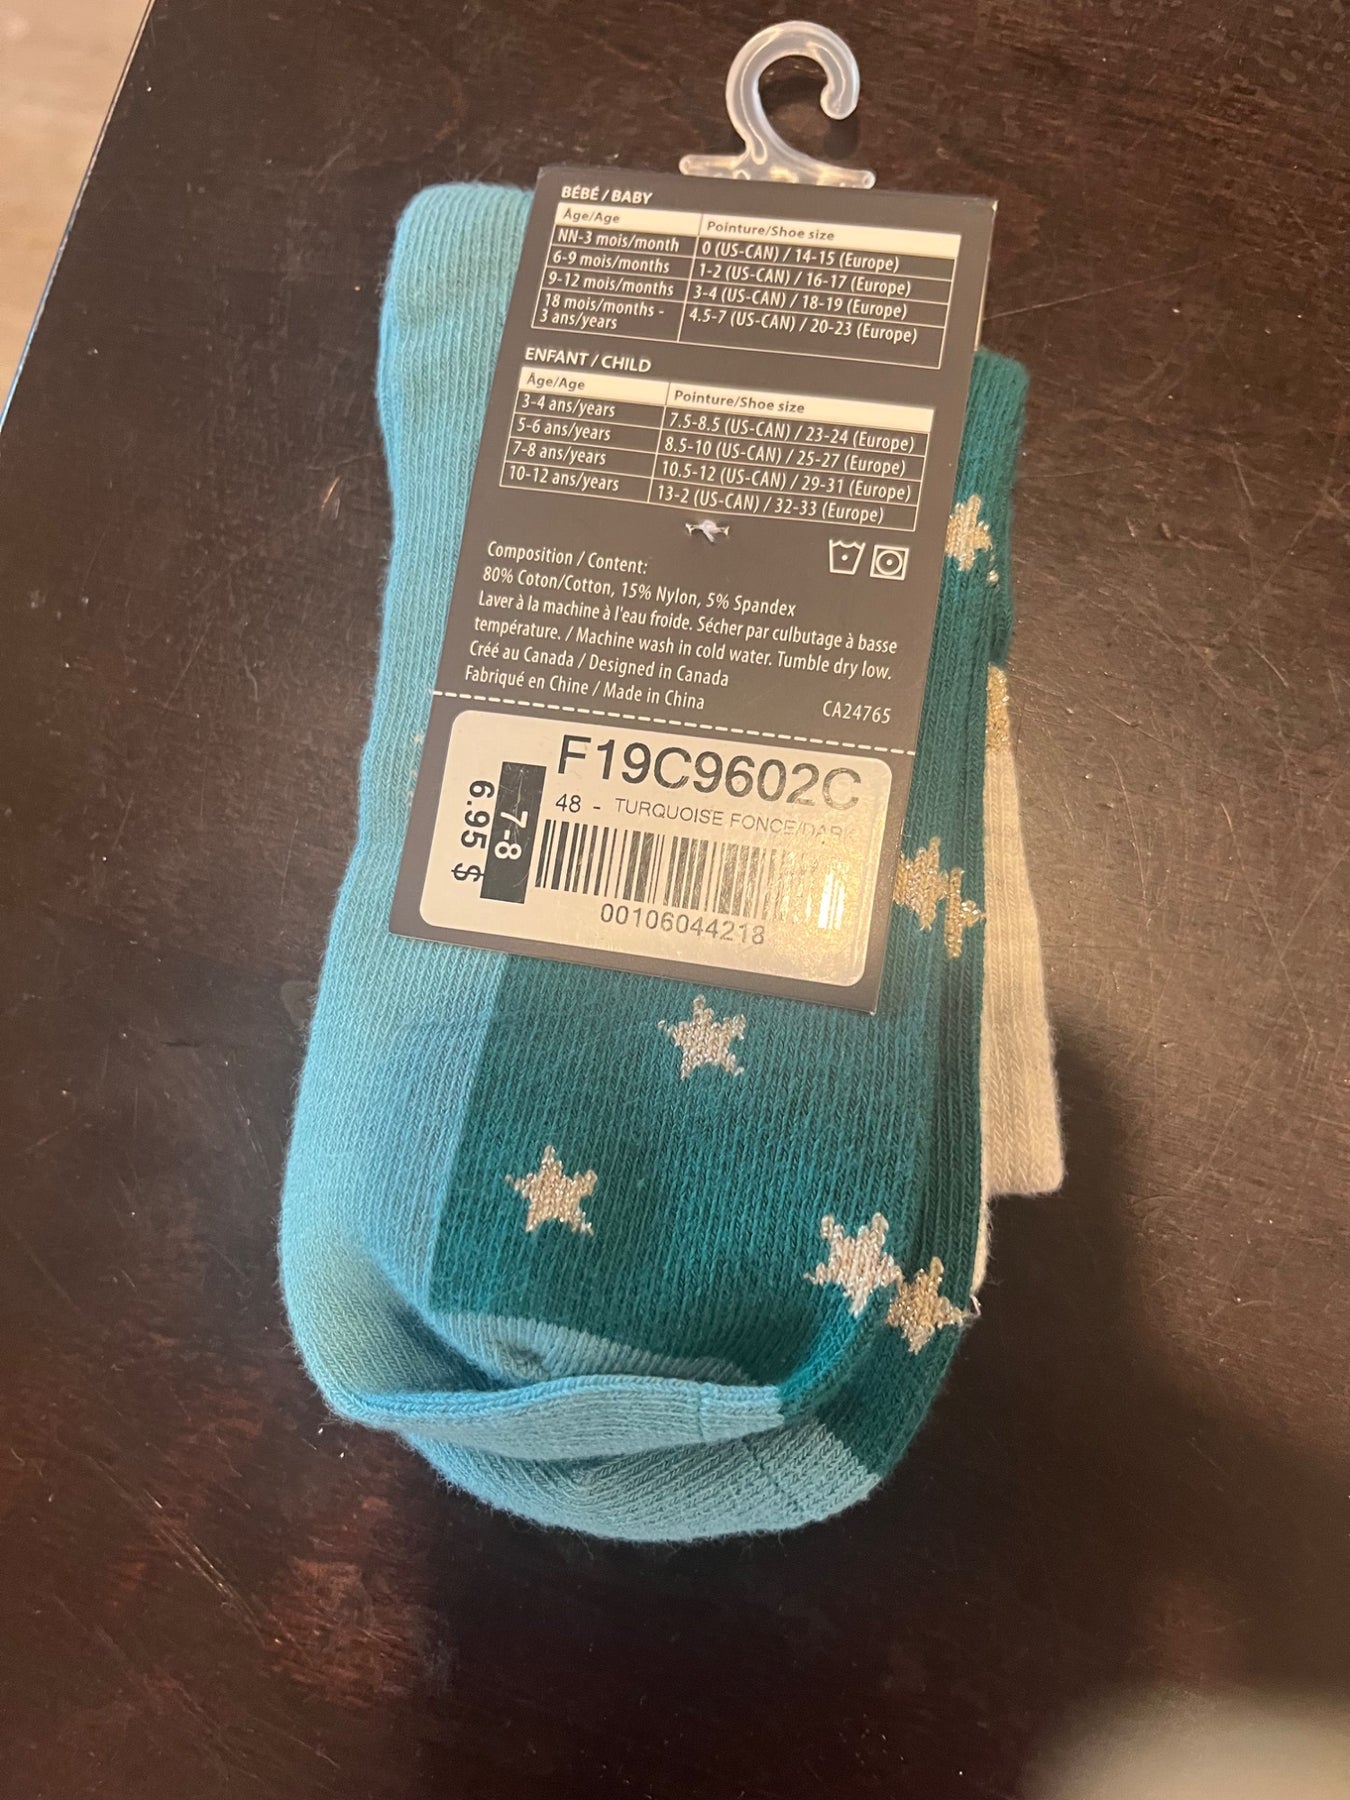 BÉBÉ / BABY
Âge/Age Pointure/Shoe size
NN-3 mois/month 0 (US-CAN) / 14-15 (Europe)
6-9 mois/months 1-2 (US-CAN) / 16-17 (Europe)
9-12 mois/months 3-4 (US-CAN) / 18-19 (Europe)
18 mois/months - 4.5-7 (US-CAN) / 20-23 (Europe)
3 ans/years
ENFANT / CHILD
Âge/Age Pointure/Shoe size
3-4 ans/years 7.5-8.5 (US-CAN) / 23-24 (Europe)
5-6 ans/years 8.5-10 (US-CAN) / 25-27 (Europe)
7-8 ans/years 10.5-12 (US-CAN) / 29-31 (Europe)
10-12 ans/years 13-2 (US-CAN) / 32-33 (Europe)
Composition / Content:
80% Coton/Cotton, 15% Nylon, 5% Spandex
Laver à la machine à l'eau froide. Sécher par culbutage à basse
température. / Machine wash in cold water. Tumble dry low.
Créé au Canada / Designed in Canada
Fabriqué en Chine / Made in China
CA24765
F19C9602C
48 - TURQUOISE FONCE/DARK
7-8
6.95 $
00106044218